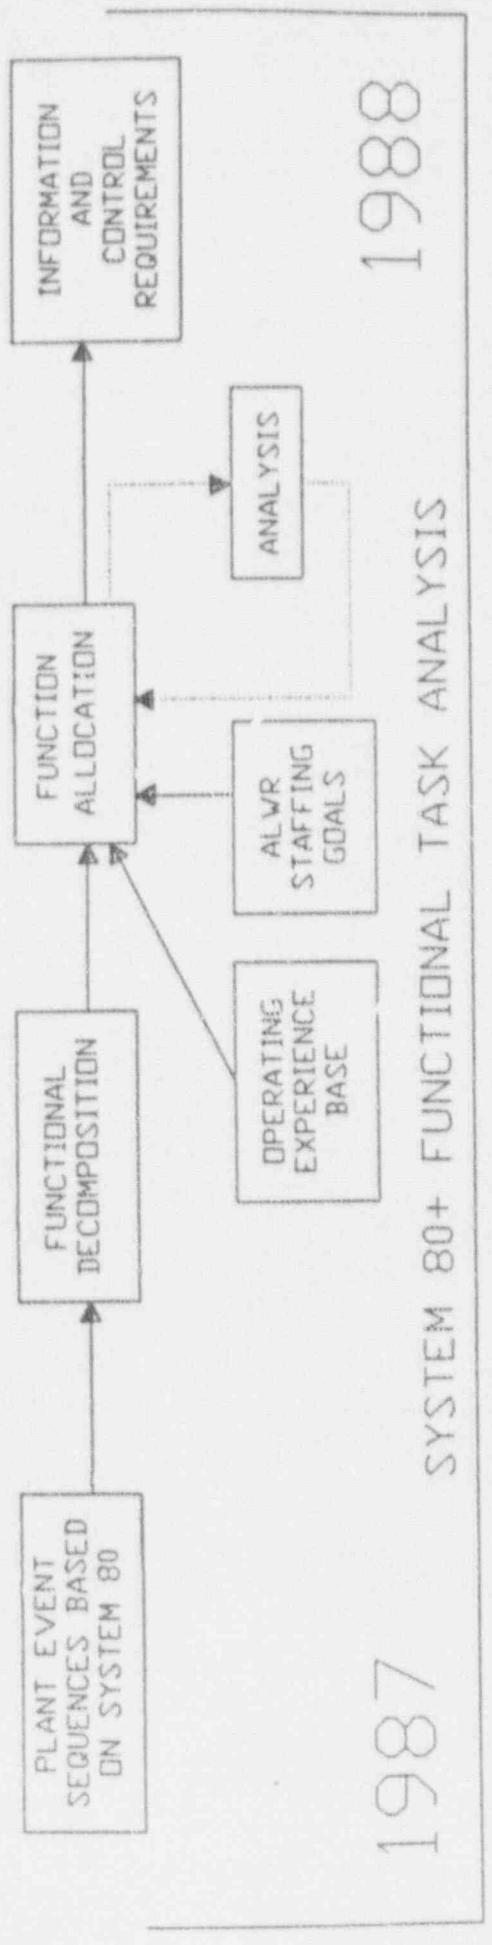 PLANT EVENT
SEQUENCES BASED
ON SYSTEM 80
FUNCTIONAL
DECOMPOSITION
FUNCTION
ALLOCATION
INFORMATION
AND
CONTROL
REQUIREMENTS
OPERATING
EXPERIENCE
BASE
ALWR
STAFFING
GOALS
ANALYSIS
1987
SYSTEM 80+ FUNCTIONAL TASK ANALYSIS
1988